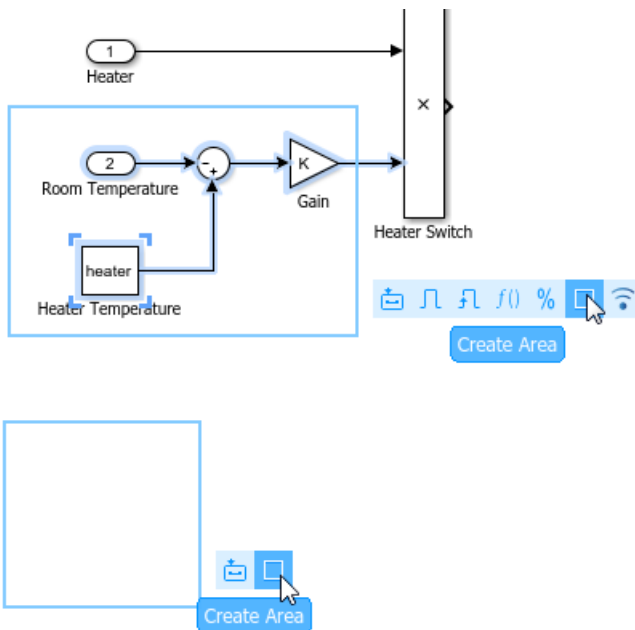 1
Heater
×
2
K
Room Temperature
Gain
Heater Switch
heater
Heater Temperature
f() %
Create Area
Create Area